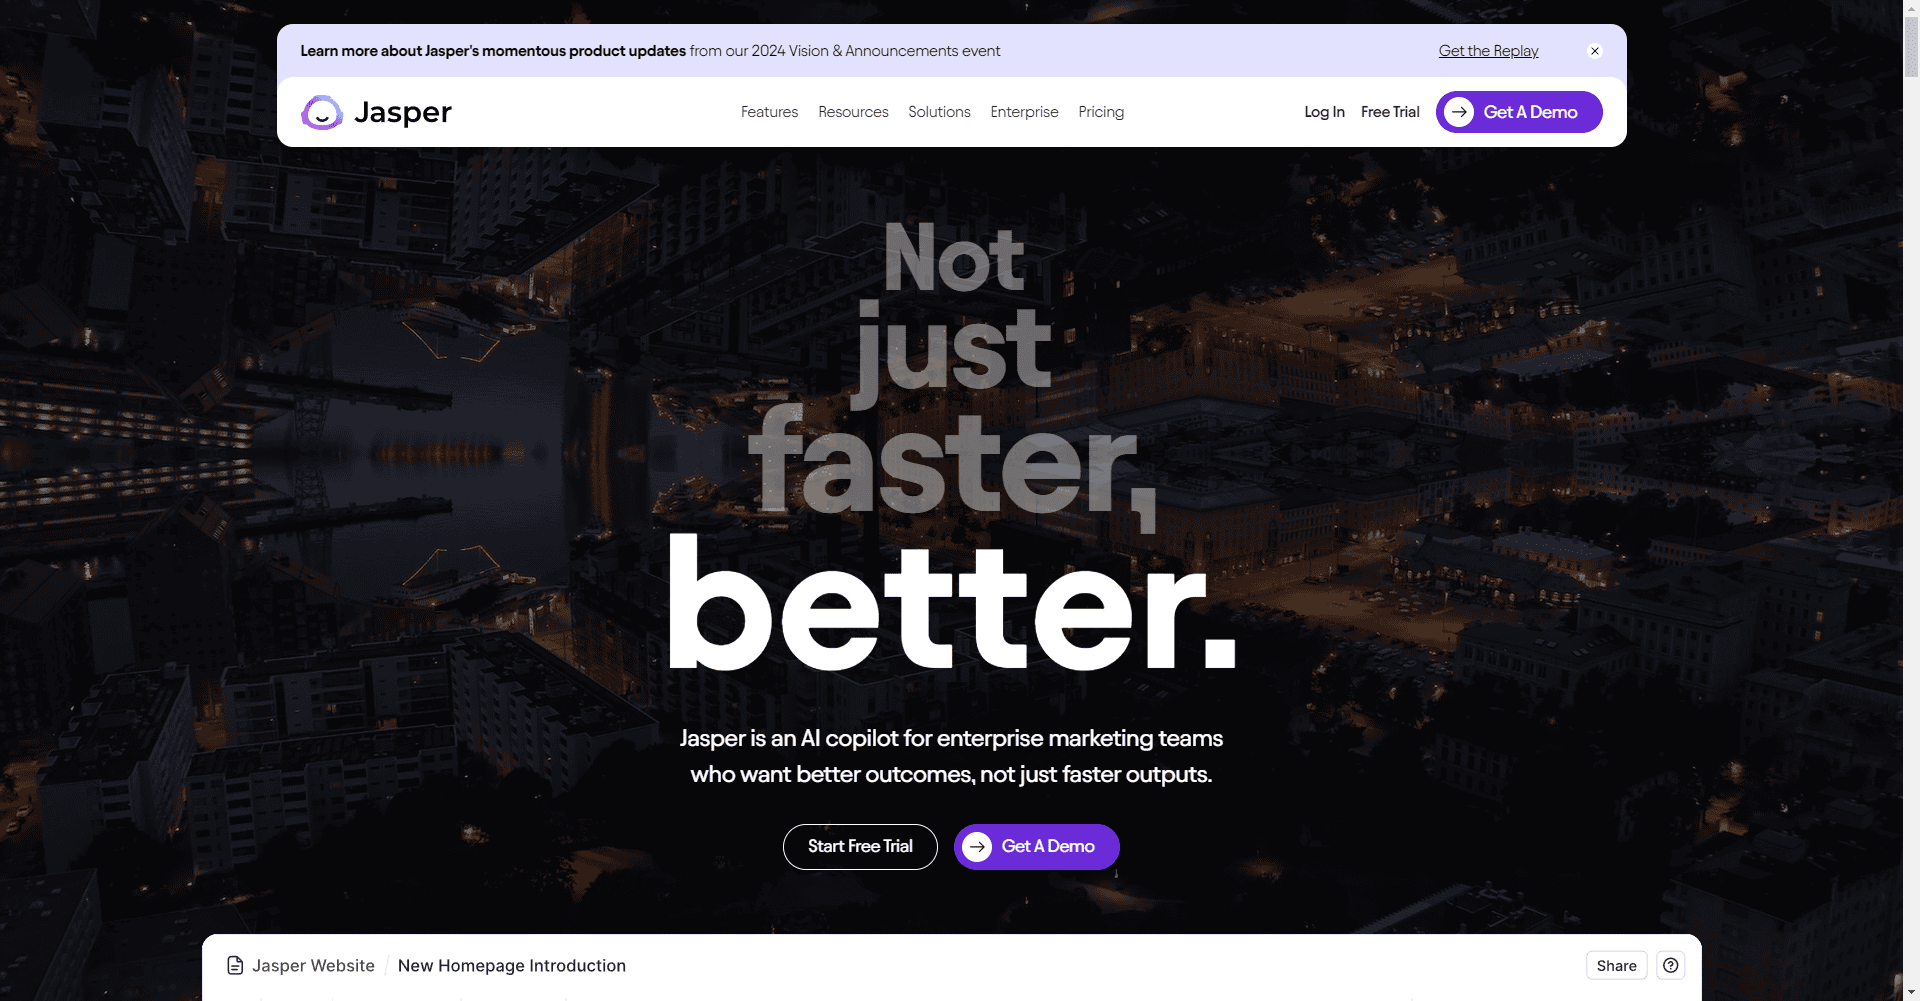 Learn more about Jasper's momentous product updates from our 2024 Vision & Announcements event
Get the Replay
Jasper
Features
Resources
Solutions
Enterprise
Pricing
Log In
Free Trial
Get A Demo
Not
just
faster,
better.
Jasper is an AI copilot for enterprise marketing teams
who want better outcomes, not just faster outputs.
Start Free Trial
Get A Demo
Jasper Website / New Homepage Introduction
Share